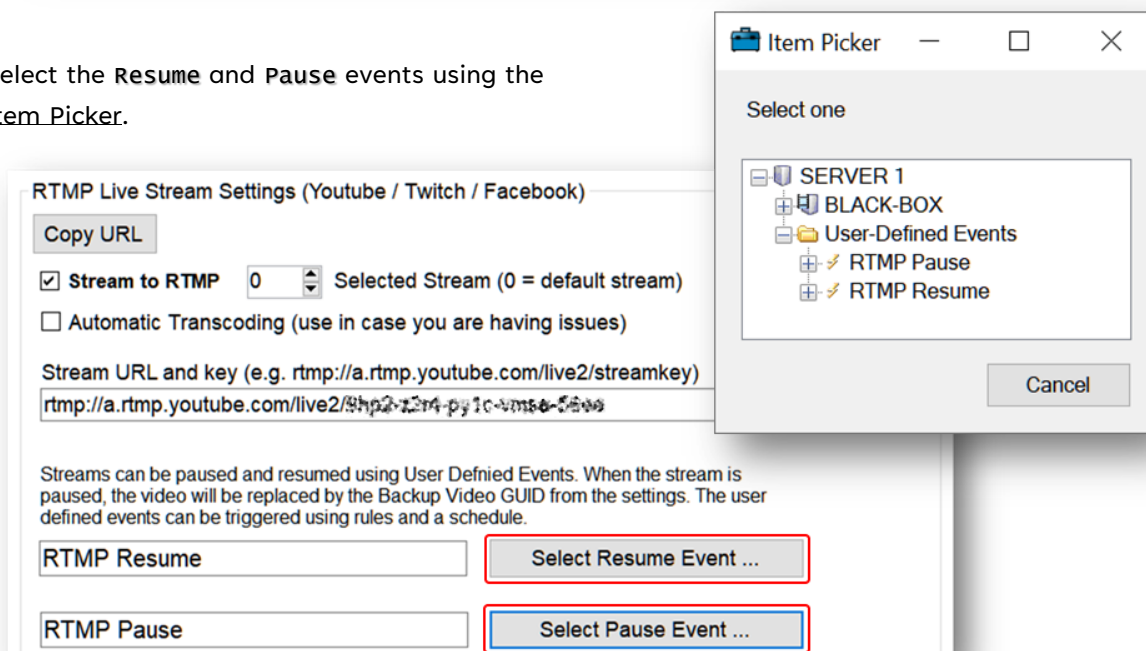 elect the Resume and Pause events using the
tem Picker.
Item Picker
Select one
SERVER 1
BLACK-BOX
User-Defined Events
RTMP Pause
RTMP Resume
Cancel
RTMP Live Stream Settings (Youtube / Twitch / Facebook)
Copy URL
Stream to RTMP 0 Selected Stream (0 = default stream)
Automatic Transcoding (use in case you are having issues)
Stream URL and key (e.g. rtmp://a.rtmp.youtube.com/live2/streamkey)
rtmp://a.rtmp.youtube.com/live2/
Streams can be paused and resumed using User Defnied Events. When the stream is
paused, the video will be replaced by the Backup Video GUID from the settings. The user
defined events can be triggered using rules and a schedule.
RTMP Resume Select Resume Event ...
RTMP Pause Select Pause Event ...